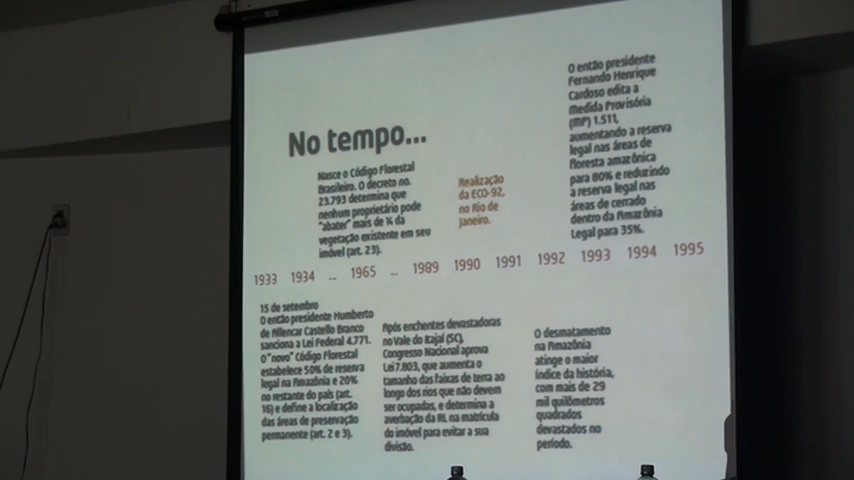 No tempo...
Nasce o Código Florestal
Brasileiro. O decreto no.
23.793 determina que
nenhum proprietário pode
"abater" mais de ¾ da
vegetação existente em seu
imóvel (art. 23).
Realização
da ECO-92,
no Rio de
Janeiro.
O então presidente
Fernando Henrique
Cardoso edita a
Medida Provisória
(MP) 1.511,
aumentando a reserva
legal nas áreas de
floresta amazônica
para 80% e reduzindo
a reserva legal nas
áreas de cerrado
dentro da Amazônia
Legal para 35%.
1933 1934 ... 1965 ... 1989 1990 1991 1992 1993 1994 1995
15 de setembro
O então presidente Humberto
de Allencar Castello Branco
sanciona a Lei Federal 4.771.
O "novo" Código Florestal
estabelece 50% de reserva
legal na Amazônia e 20%
no restante do país (art.
16) e define a localização
das áreas de preservação
permanente (art. 2 e 3).
Após enchentes devastadoras
no Vale do Itajaí (SC),
Congresso Nacional aprova
Lei 7.803, que aumenta o
tamanho das faixas de terra ao
longo dos rios que não devem
ser ocupadas, e determina a
averbação da RL na matrícula
do imóvel para evitar a sua
divisão.
O desmatamento
na Amazônia
atinge o maior
índice da história,
com mais de 29
mil quilômetros
quadrados
devastados no
período.